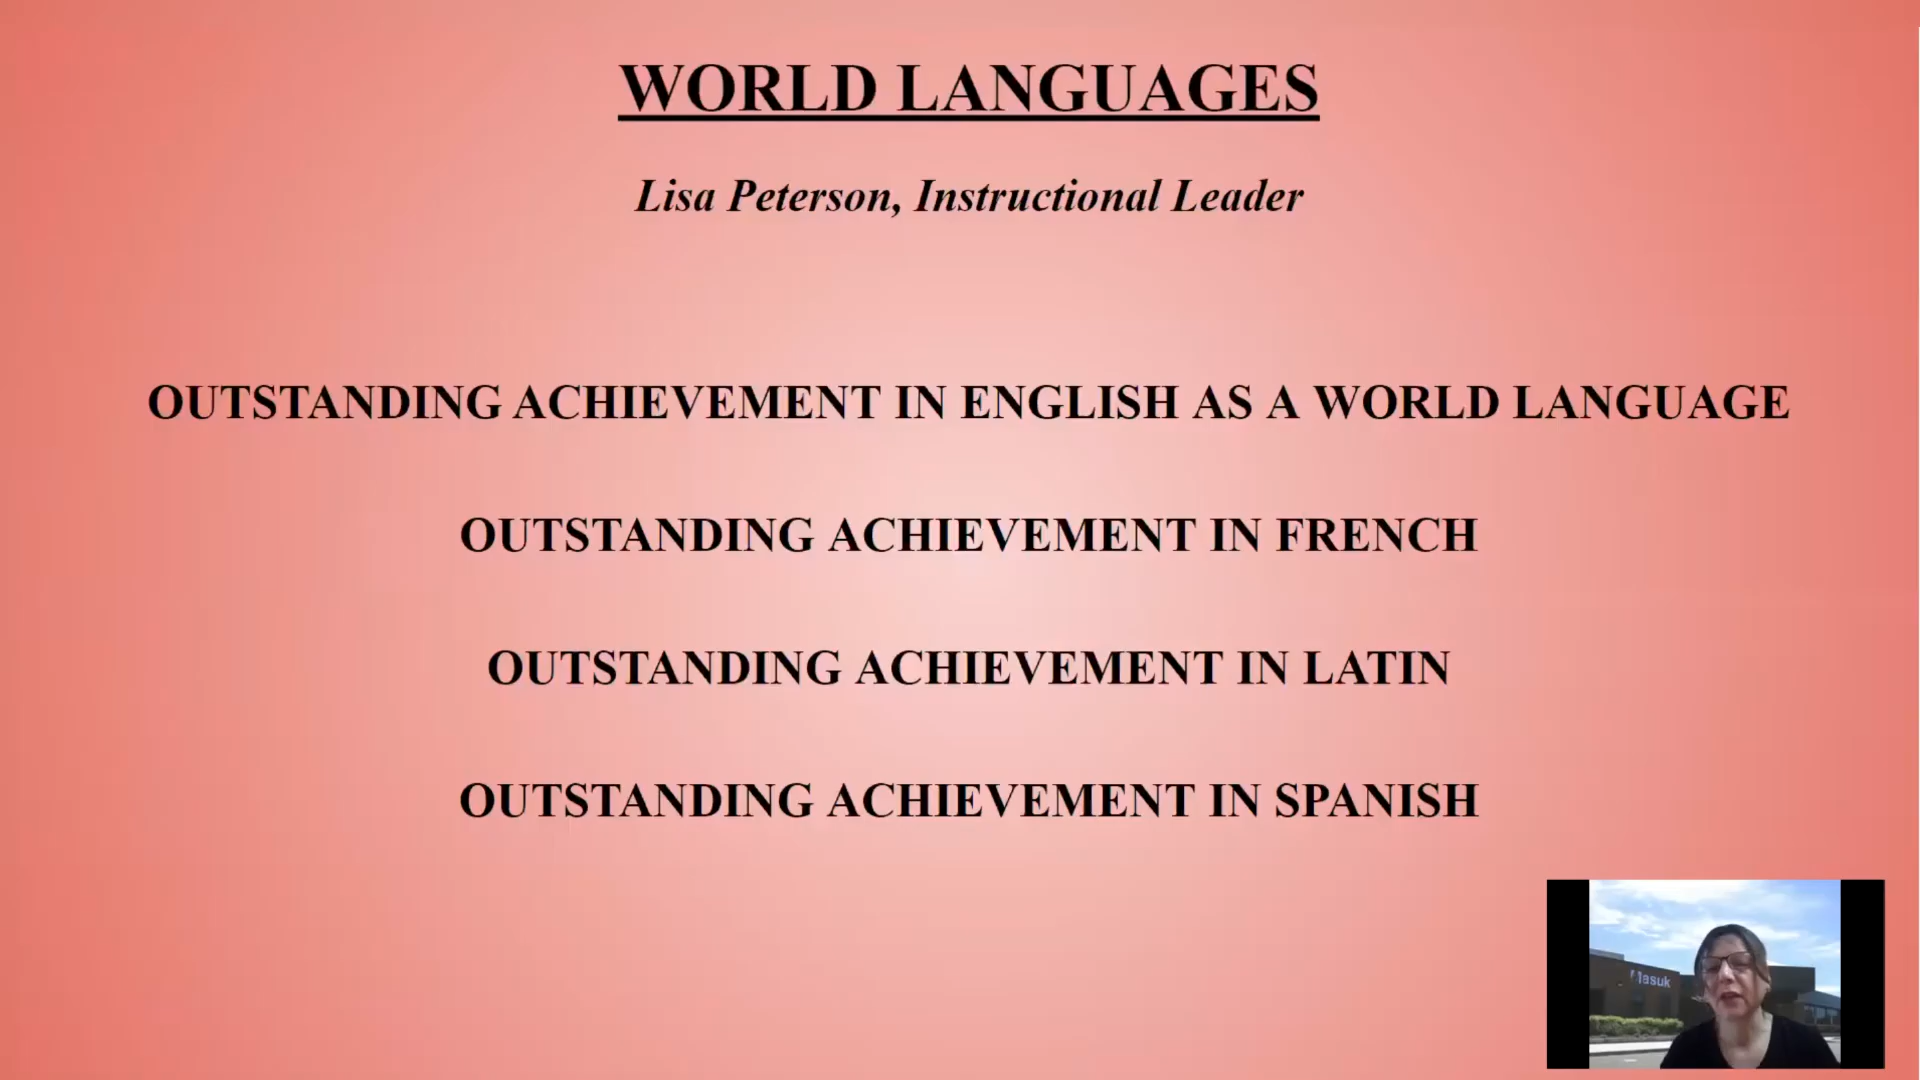 WORLD LANGUAGES
Lisa Peterson, Instructional Leader
OUTSTANDING ACHIEVEMENT IN ENGLISH AS A WORLD LANGUAGE
OUTSTANDING ACHIEVEMENT IN FRENCH
OUTSTANDING ACHIEVEMENT IN LATIN
OUTSTANDING ACHIEVEMENT IN SPANISH
Masuk